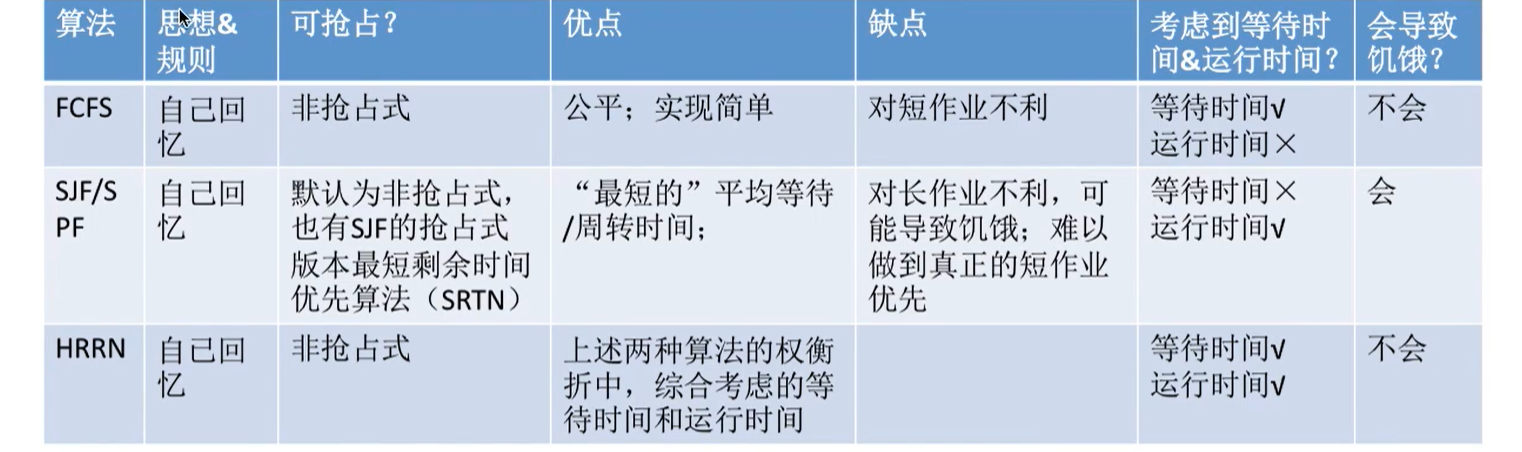 算法
思想&
规则
可抢占？
优点
缺点
考虑到等待时
间&运行时间？
会导致
饥饿？
FCFS
自己回
忆
非抢占式
公平；实现简单
对短作业不利
等待时间√
运行时间×
不会
SJF/S
PF
自己回
忆
默认为非抢占式，
也有SJF的抢占式
版本最短剩余时间
优先算法（SRTN）
“最短的”平均等待
/周转时间；
对长作业不利，可
能导致饥饿；难以
做到真正的短作业
优先
等待时间×
运行时间√
会
HRRN
自己回
忆
非抢占式
上述两种算法的权衡
折中，综合考虑的等
待时间和运行时间
等待时间√
运行时间√
不会